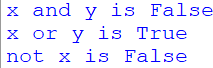 x and y is False
x or y is True
not x is False